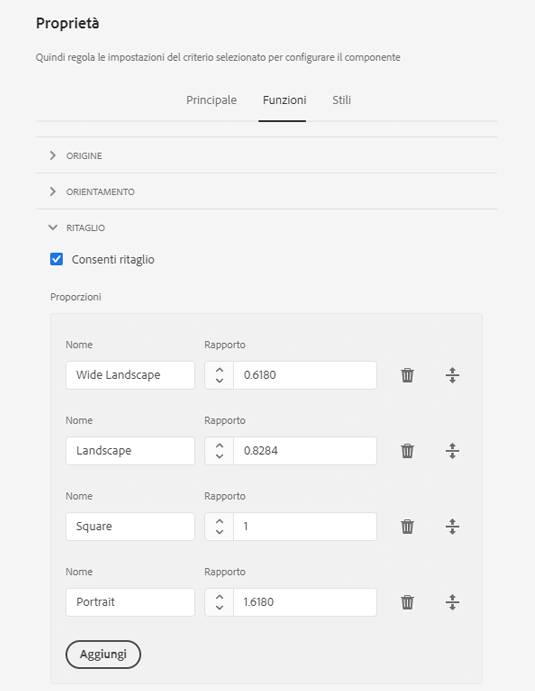 Proprietà
Quindi regola le impostazioni del criterio selezionato per configurare il componente
Principale Funzioni Stili
ORIGINE
ORIENTAMENTO
RITAGLIO
Consenti ritaglio
Proporzioni
Nome Rapporto
Wide Landscape 0.6180
Nome Rapporto
Landscape 0.8284
Nome Rapporto
Square 1
Nome Rapporto
Portrait 1.6180
Aggiungi